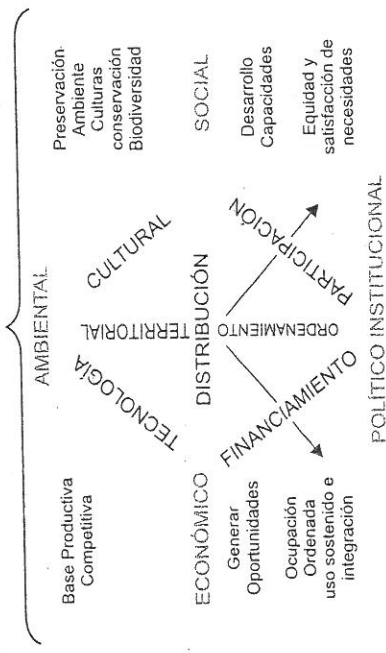 AMBIENTAL
Base Productiva
Competitiva
Preservación-
Ambiente
Culturas
conservación
Biodiversidad
TECNOLOGÍA
TERRITORIAL
CULTURAL
ECONÓMICO
DISTRIBUCIÓN
SOCIAL
Generar
Oportunidades
Desarrollo
Capacidades
FINANCIAMIENTO
ORDENAMIENTO
PARTICIPACIÓN
Ocupación
Ordenada
uso sostenido e
integración
Equidad y
satisfacción de
necesidades
POLÍTICO INSTITUCIONAL